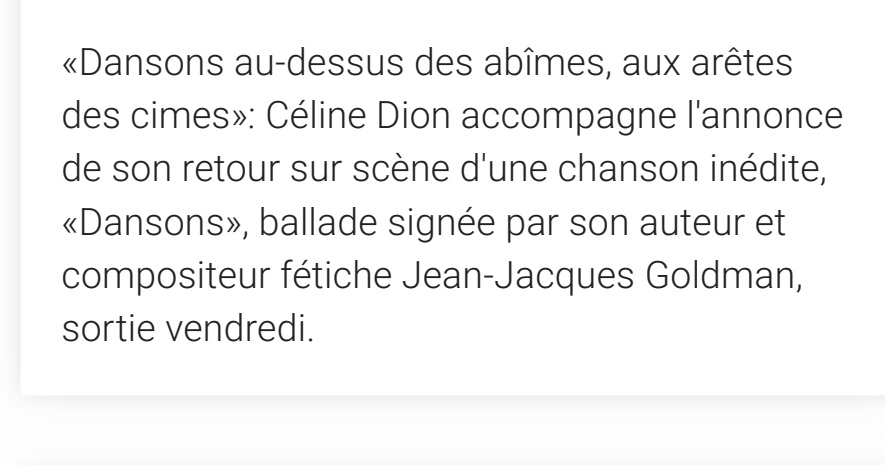 «Dansons au-dessus des abîmes, aux arêtes
des cimes»: Céline Dion accompagne l'annonce
de son retour sur scène d'une chanson inédite,
«Dansons», ballade signée par son auteur et
compositeur fétiche Jean-Jacques Goldman,
sortie vendredi.